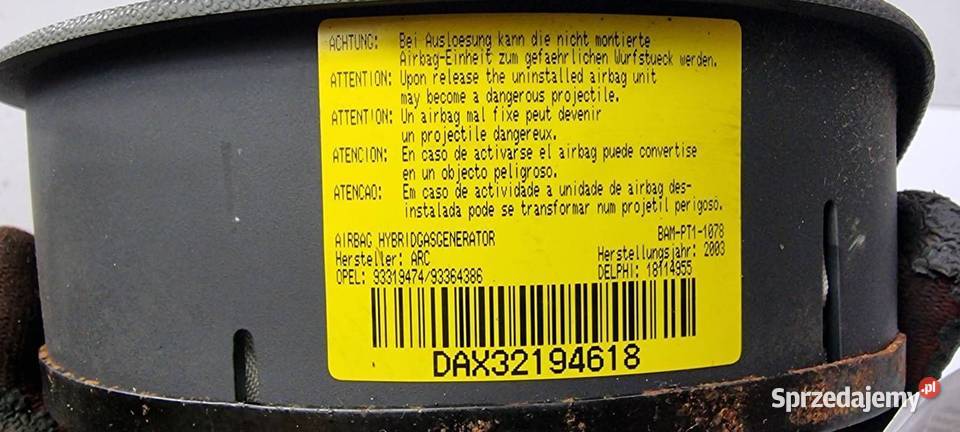 ACHTUNG: Bei Ausloesung kann die nicht montierte
Airbag-Einheit zum gefaehrlichen Wurfstueck werden.
ATTENTION: Upon release the uninstalled airbag unit
may become a dangerous projectile.
ATTENTION: Un airbag mal fixe peut devenir
un projectile dangereux.
ATENCION: En caso de activarse el airbag puede convertise
en un objecto peligroso.
ATENCAO: Em caso de actividade a unidade de airbag des-
instalada pode se transformar num projetil perigoso.
AIRBAG HYBRIDGASGENERATOR BAM-PT1-1078
Hersteller: ARC Herstellungsjahr: 2003
OPEL: 93319474/93364386 DELPHI: 18114955
DAX32194618
Sprzedajemy.pl